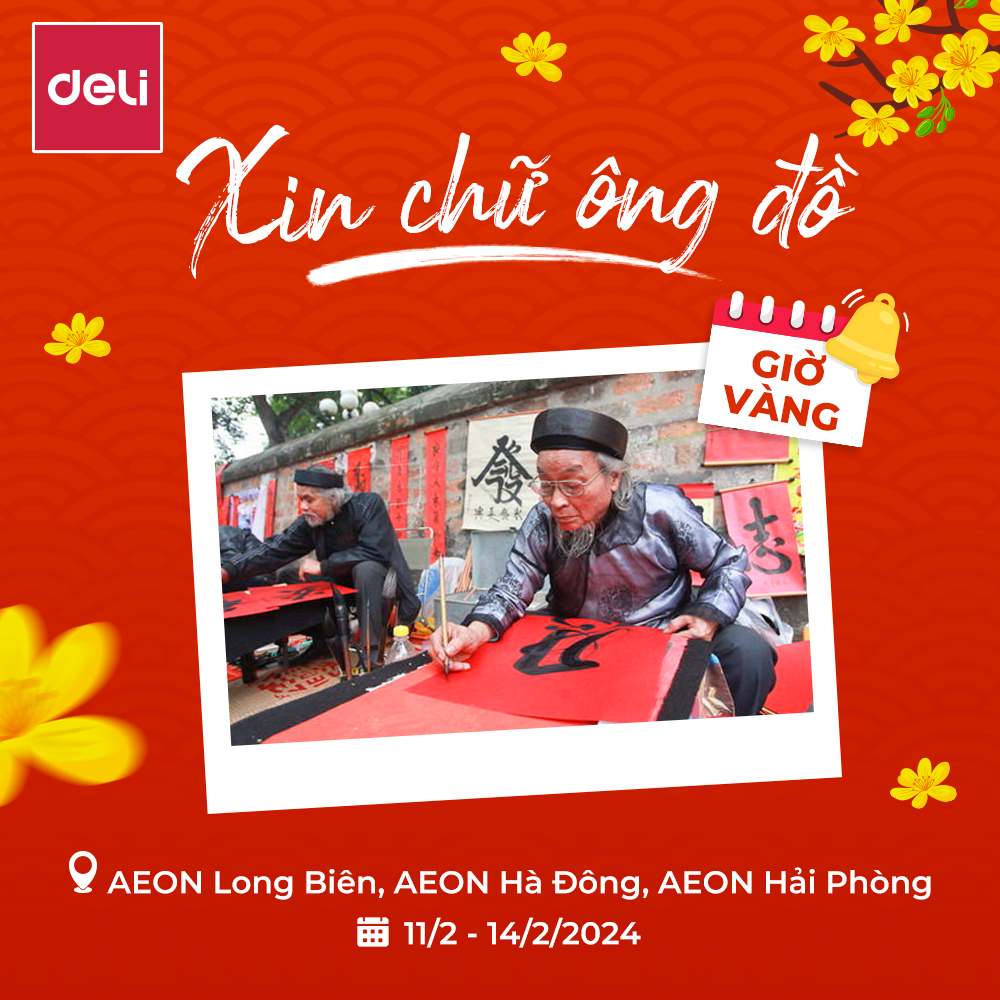 deli
Xin chữ ông đồ
GIỜ
VÀNG
發
AEON Long Biên, AEON Hà Đông, AEON Hải Phòng
11/2 - 14/2/2024